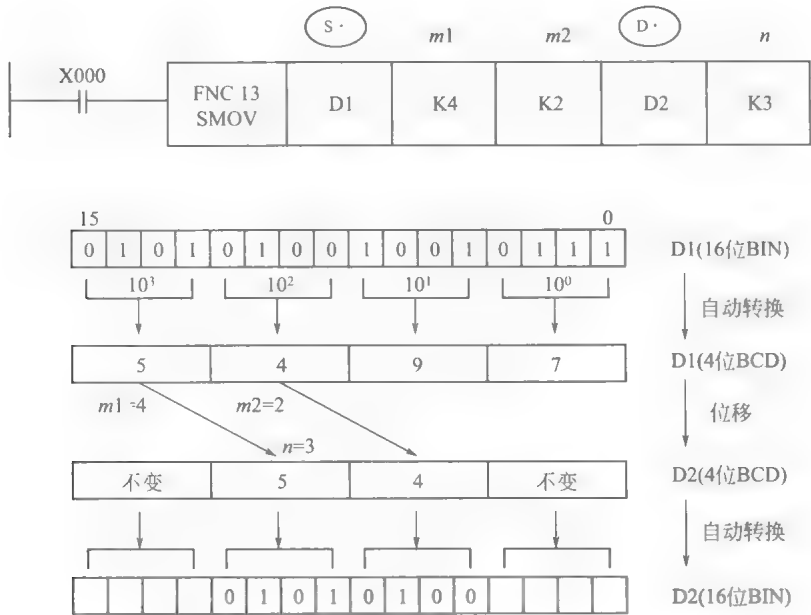 S· m1 m2 D· n
X000
FNC 13 SMOV D1 K4 K2 D2 K3
15 0
0 1 0 1 0 1 0 0 1 0 0 1 0 1 1 1 D1(16位BIN)
10³ 10² 10¹ 10⁰
自动转换
5 4 9 7 D1(4位BCD)
m1=4 m2=2 位移
n=3
不变 5 4 不变 D2(4位BCD)
自动转换
0 1 0 1 0 1 0 0 D2(16位BIN)